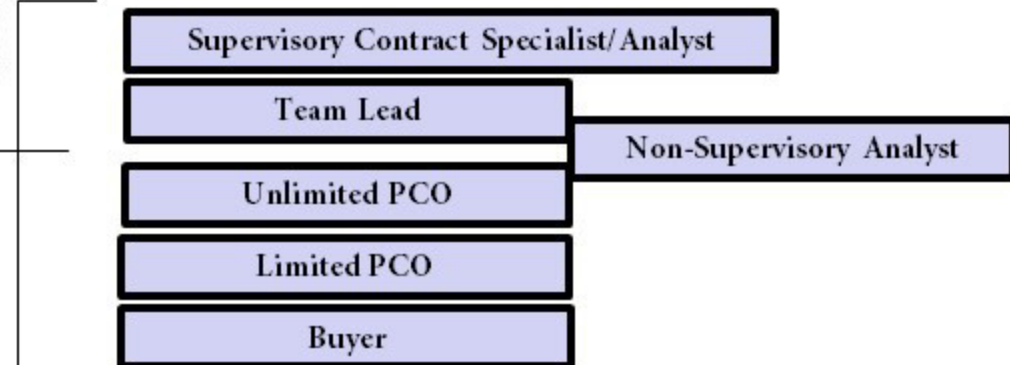 Supervisory Contract Specialist/Analyst
Team Lead
Non-Supervisory Analyst
Unlimited PCO
Limited PCO
Buyer